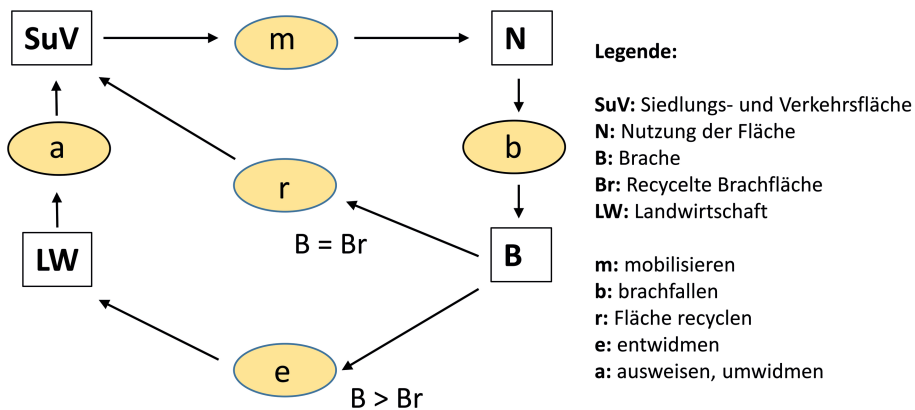 SuV
m
N
a
b
r
LW
B = Br
B
e
B > Br
Legende:
SuV: Siedlungs- und Verkehrsfläche
N: Nutzung der Fläche
B: Brache
Br: Recycelte Brachfläche
LW: Landwirtschaft
m: mobilisieren
b: brachfallen
r: Fläche recyclen
e: entwidmen
a: ausweisen, umwidmen